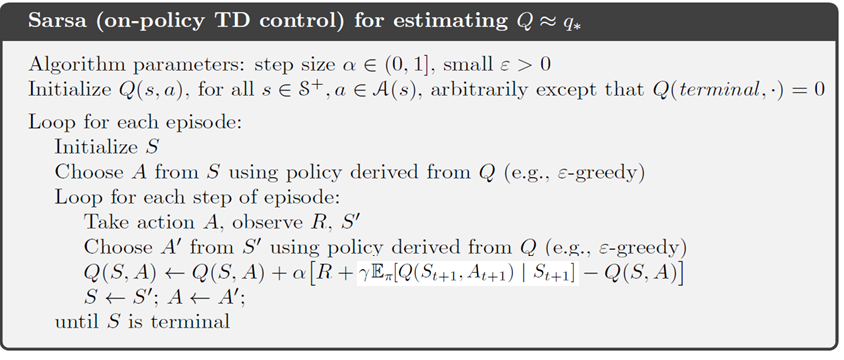 Sarsa (on-policy TD control) for estimating Q ≈ q*
Algorithm parameters: step size α ∈ (0, 1], small ε > 0
Initialize Q(s, a), for all s ∈ 𝒮⁺, a ∈ 𝒜(s), arbitrarily except that Q(terminal, ·) = 0
Loop for each episode:
Initialize S
Choose A from S using policy derived from Q (e.g., ε-greedy)
Loop for each step of episode:
Take action A, observe R, S′
Choose A′ from S′ using policy derived from Q (e.g., ε-greedy)
Q(S, A) ← Q(S, A) + α[R + γ𝔼π[Q(Sₜ₊₁, Aₜ₊₁) | Sₜ₊₁] − Q(S, A)]
S ← S′; A ← A′;
until S is terminal